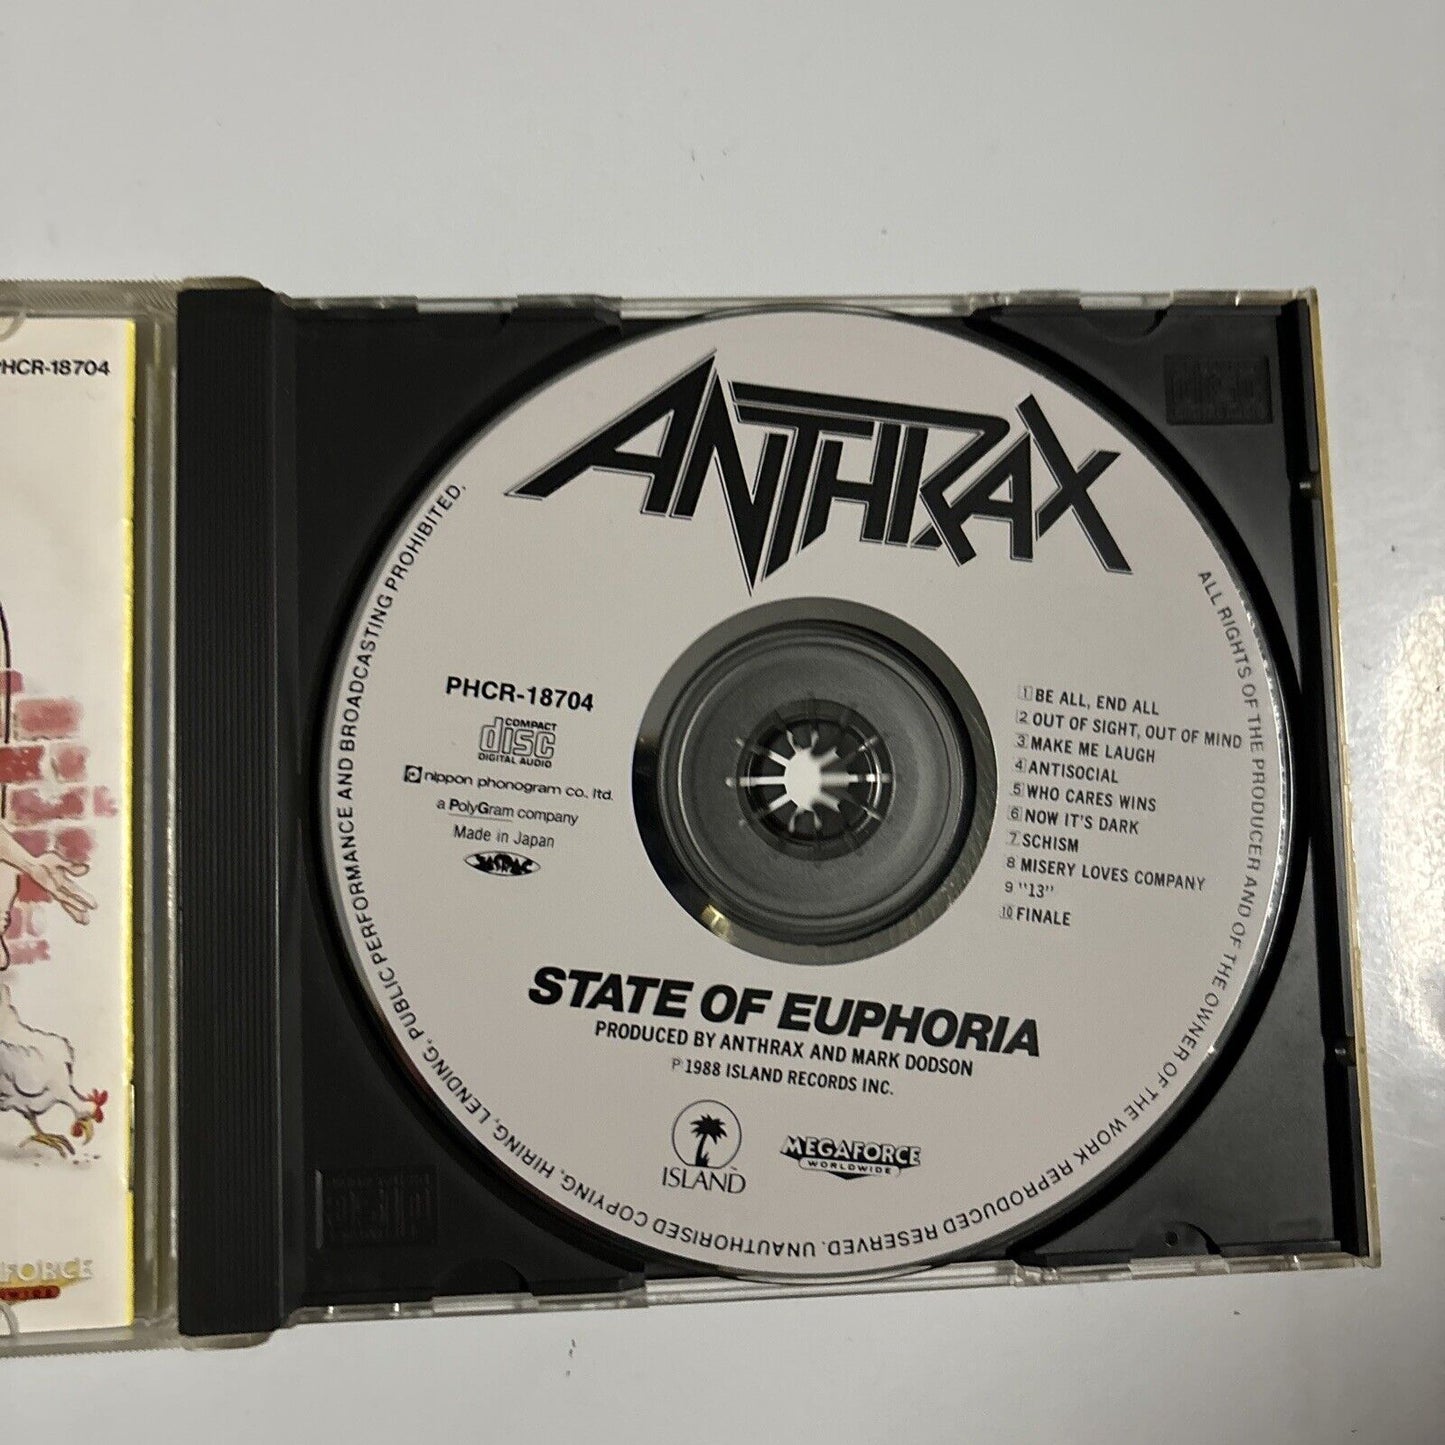 PHCR-18704
FORCE
ANTHRAX
PHCR-18704
COMPACT
disc
DIGITAL AUDIO
nippon phonogram co., ltd.
a PolyGram company
Made in Japan
JASRAC
1 BE ALL, END ALL
2 OUT OF SIGHT, OUT OF MIND
3 MAKE ME LAUGH
4 ANTISOCIAL
5 WHO CARES WINS
6 NOW IT'S DARK
7 SCHISM
8 MISERY LOVES COMPANY
9 "13"
10 FINALE
STATE OF EUPHORIA
PRODUCED BY ANTHRAX AND MARK DODSON
℗ 1988 ISLAND RECORDS INC.
ISLAND™
MEGAFORCE
WORLDWIDE
ALL RIGHTS OF THE PRODUCER AND OF THE OWNER OF THE WORK REPRODUCED RESERVED. UNAUTHORISED COPYING, HIRING, LENDING, PUBLIC PERFORMANCE AND BROADCASTING PROHIBITED.